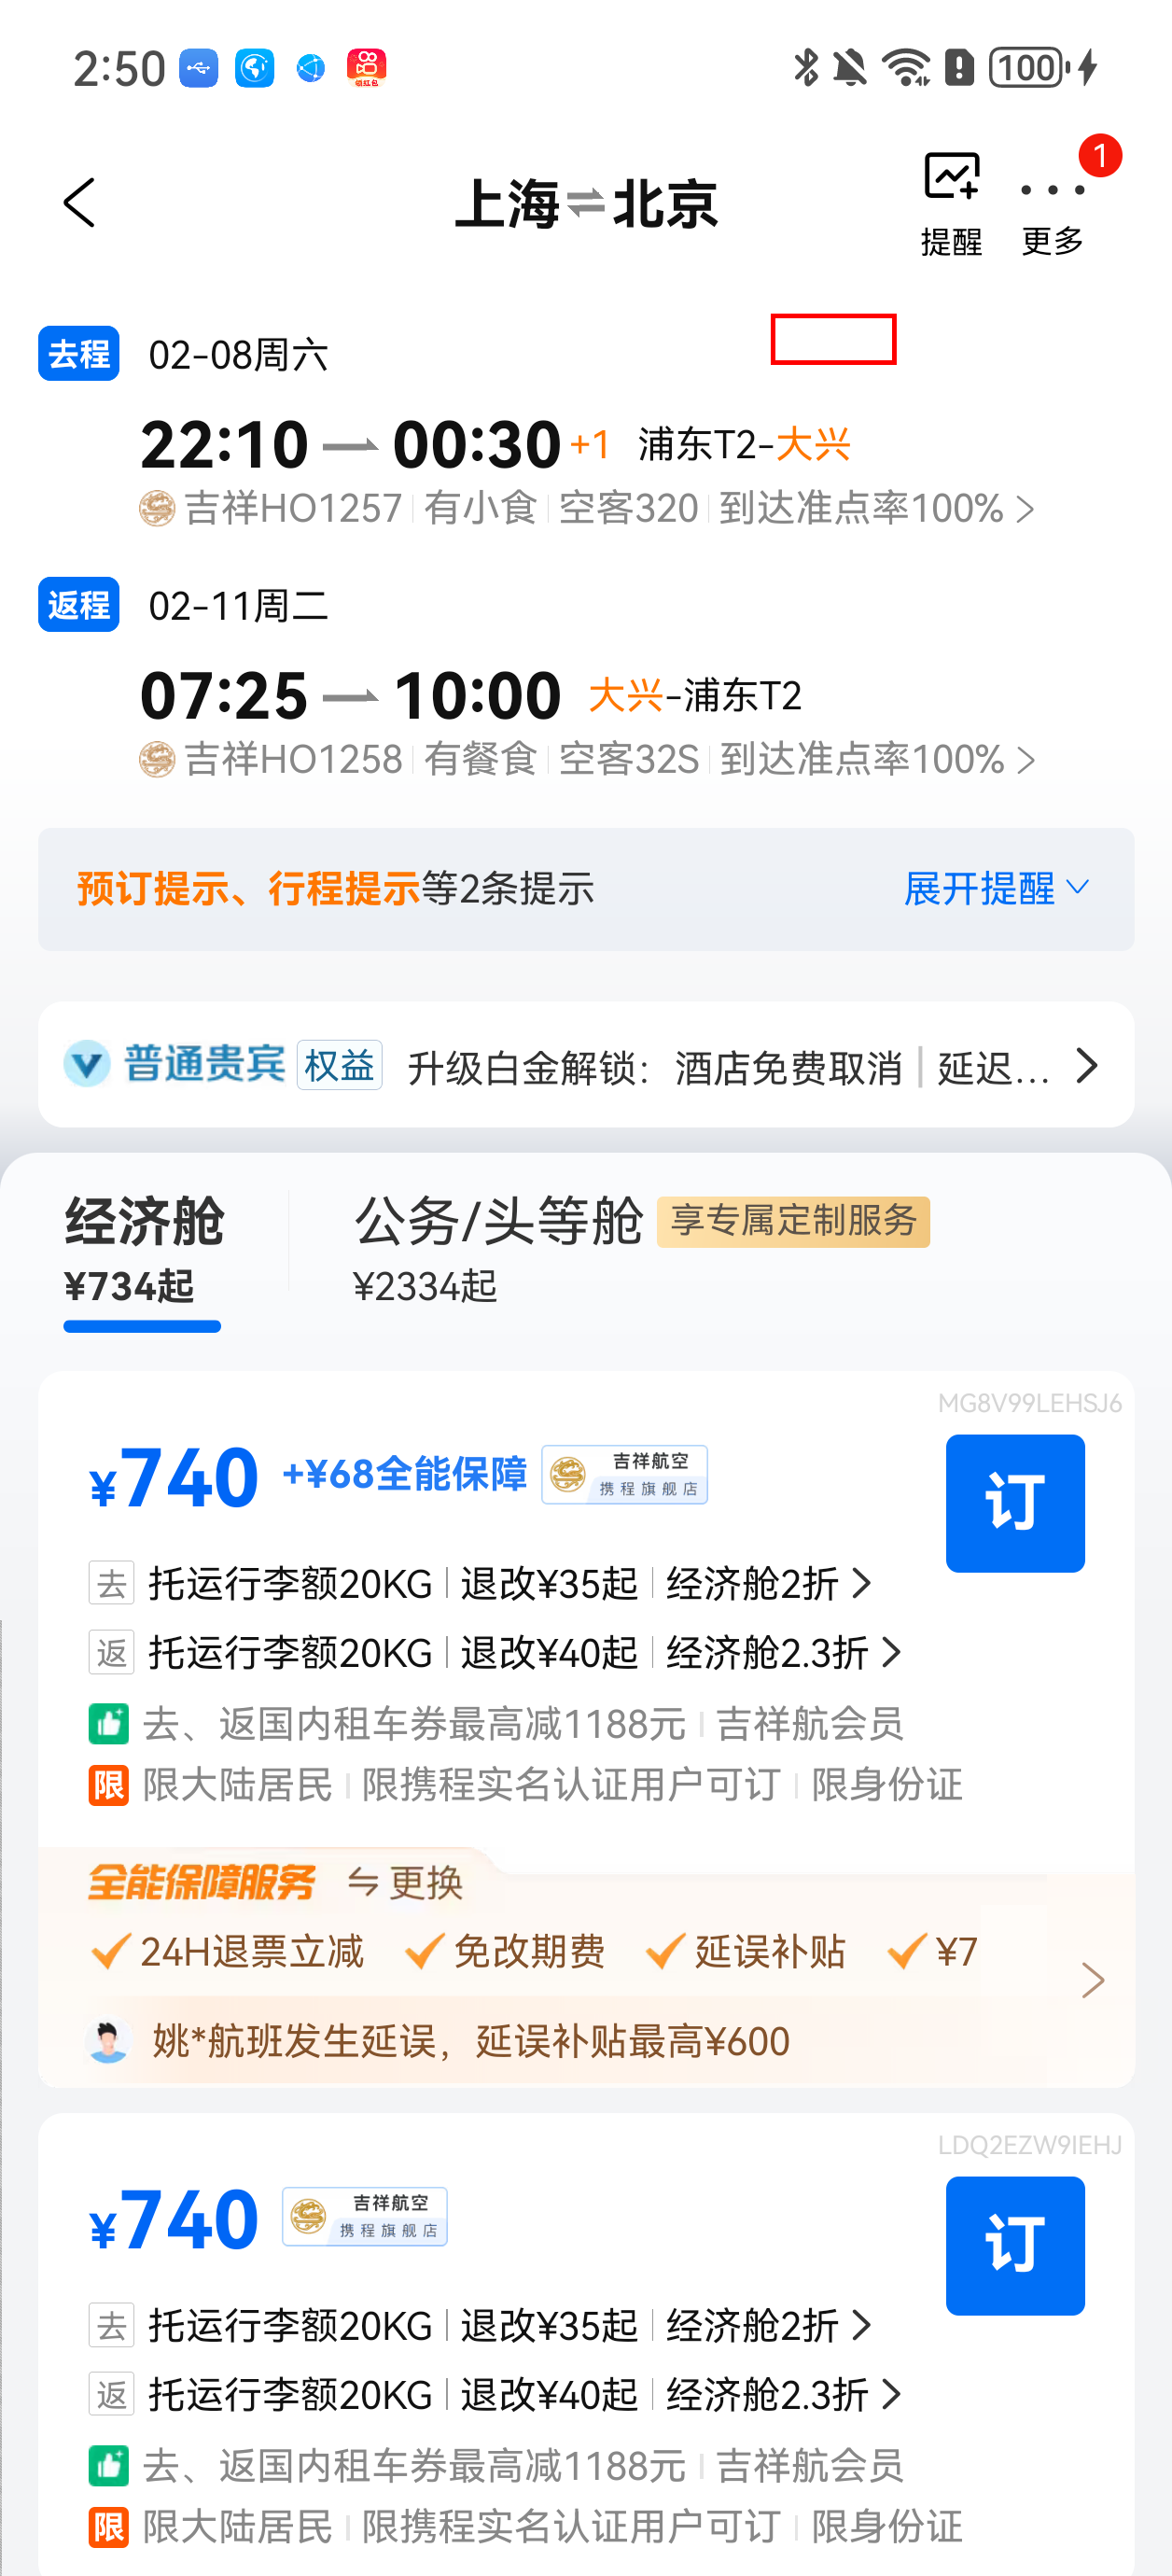 2:50
领红包
100
上海⇌北京
提醒
更多
1
去程 02-08周六
22:10 00:30 +1 浦东T2-大兴
吉祥HO1257 有小食 空客320 到达准点率100%
返程 02-11周二
07:25 10:00 大兴-浦东T2
吉祥HO1258 有餐食 空客32S 到达准点率100%
预订提示、行程提示等2条提示 展开提醒
普通贵宾 权益 升级白金解锁：酒店免费取消 | 延迟...
经济舱 公务/头等舱 享专属定制服务
¥734起 ¥2334起
MG8V99LEHSJ6
¥740 +¥68全能保障 吉祥航空 携程旗舰店 订
去 托运行李额20KG 退改¥35起 经济舱2折
返 托运行李额20KG 退改¥40起 经济舱2.3折
去、返国内租车券最高减1188元 吉祥航会员
限 限大陆居民 限携程实名认证用户可订 限身份证
全能保障服务 更换
24H退票立减 免改期费 延误补贴 ¥7
姚*航班发生延误，延误补贴最高¥600
LDQ2EZW9IEHJ
¥740 吉祥航空 携程旗舰店 订
去 托运行李额20KG 退改¥35起 经济舱2折
返 托运行李额20KG 退改¥40起 经济舱2.3折
去、返国内租车券最高减1188元 吉祥航会员
限 限大陆居民 限携程实名认证用户可订 限身份证